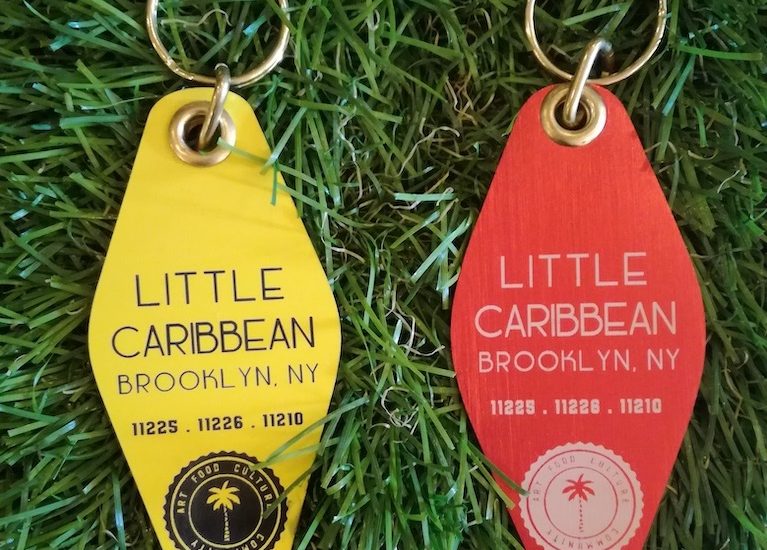 LITTLE
CARIBBEAN
BROOKLYN, NY
11225 . 11226 . 11210
ART FOOD CULTURE
COMMUNITY
LITTLE
CARIBBEAN
BROOKLYN, NY
11225 . 11226 . 11210
ART FOOD CULTURE
COMMUNITY